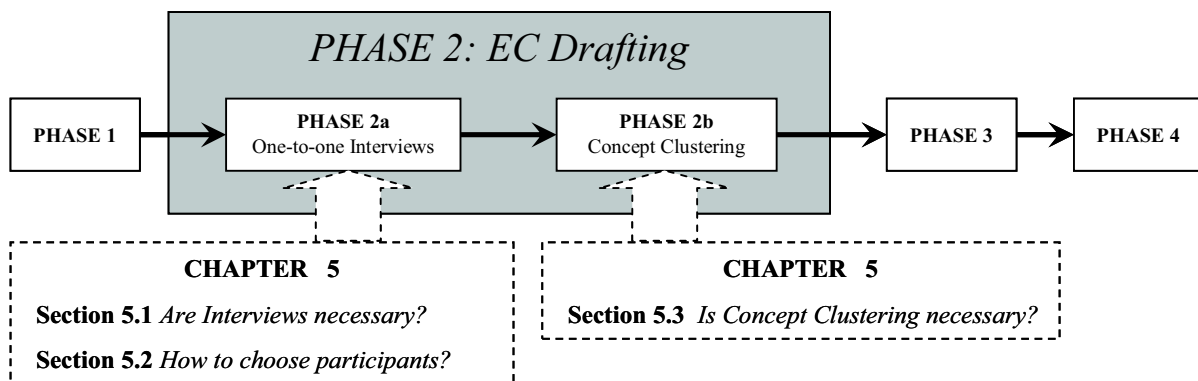 PHASE 2: EC Drafting
PHASE 1
PHASE 2a
One-to-one Interviews
PHASE 2b
Concept Clustering
PHASE 3
PHASE 4
CHAPTER 5
Section 5.1 Are Interviews necessary?
Section 5.2 How to choose participants?
CHAPTER 5
Section 5.3 Is Concept Clustering necessary?